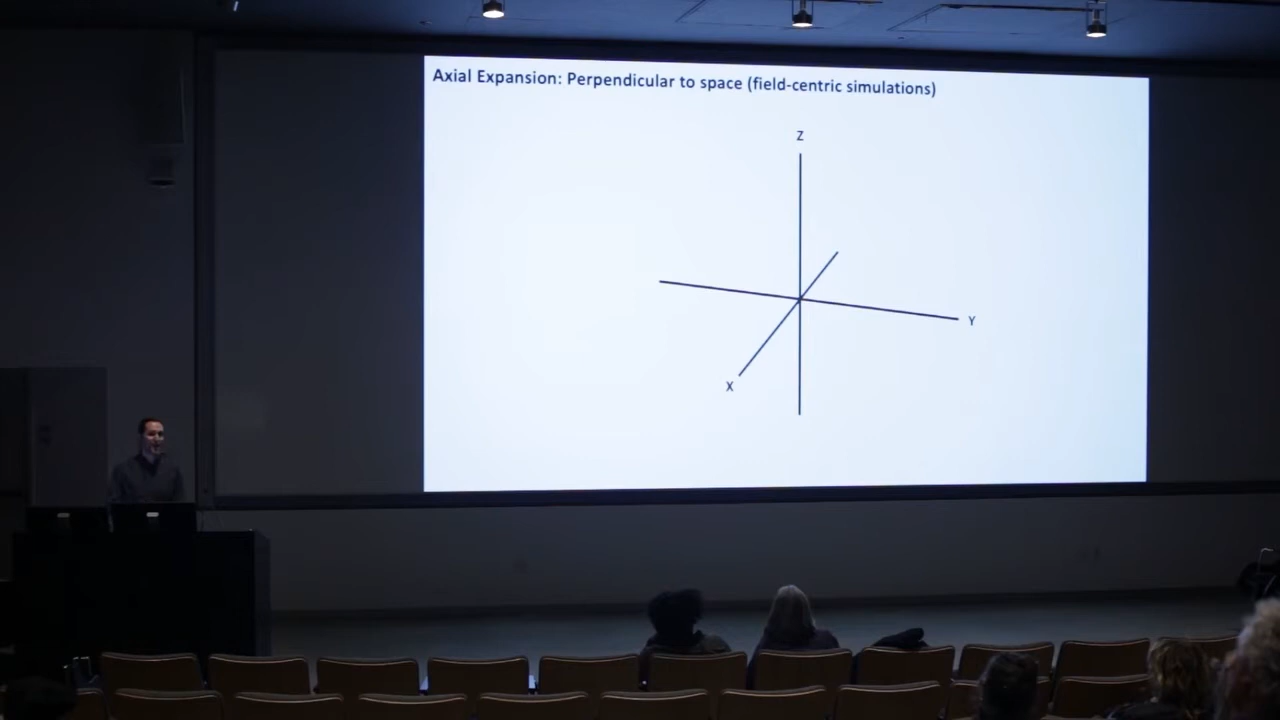 Axial Expansion: Perpendicular to space (field-centric simulations)
Z
Y
X